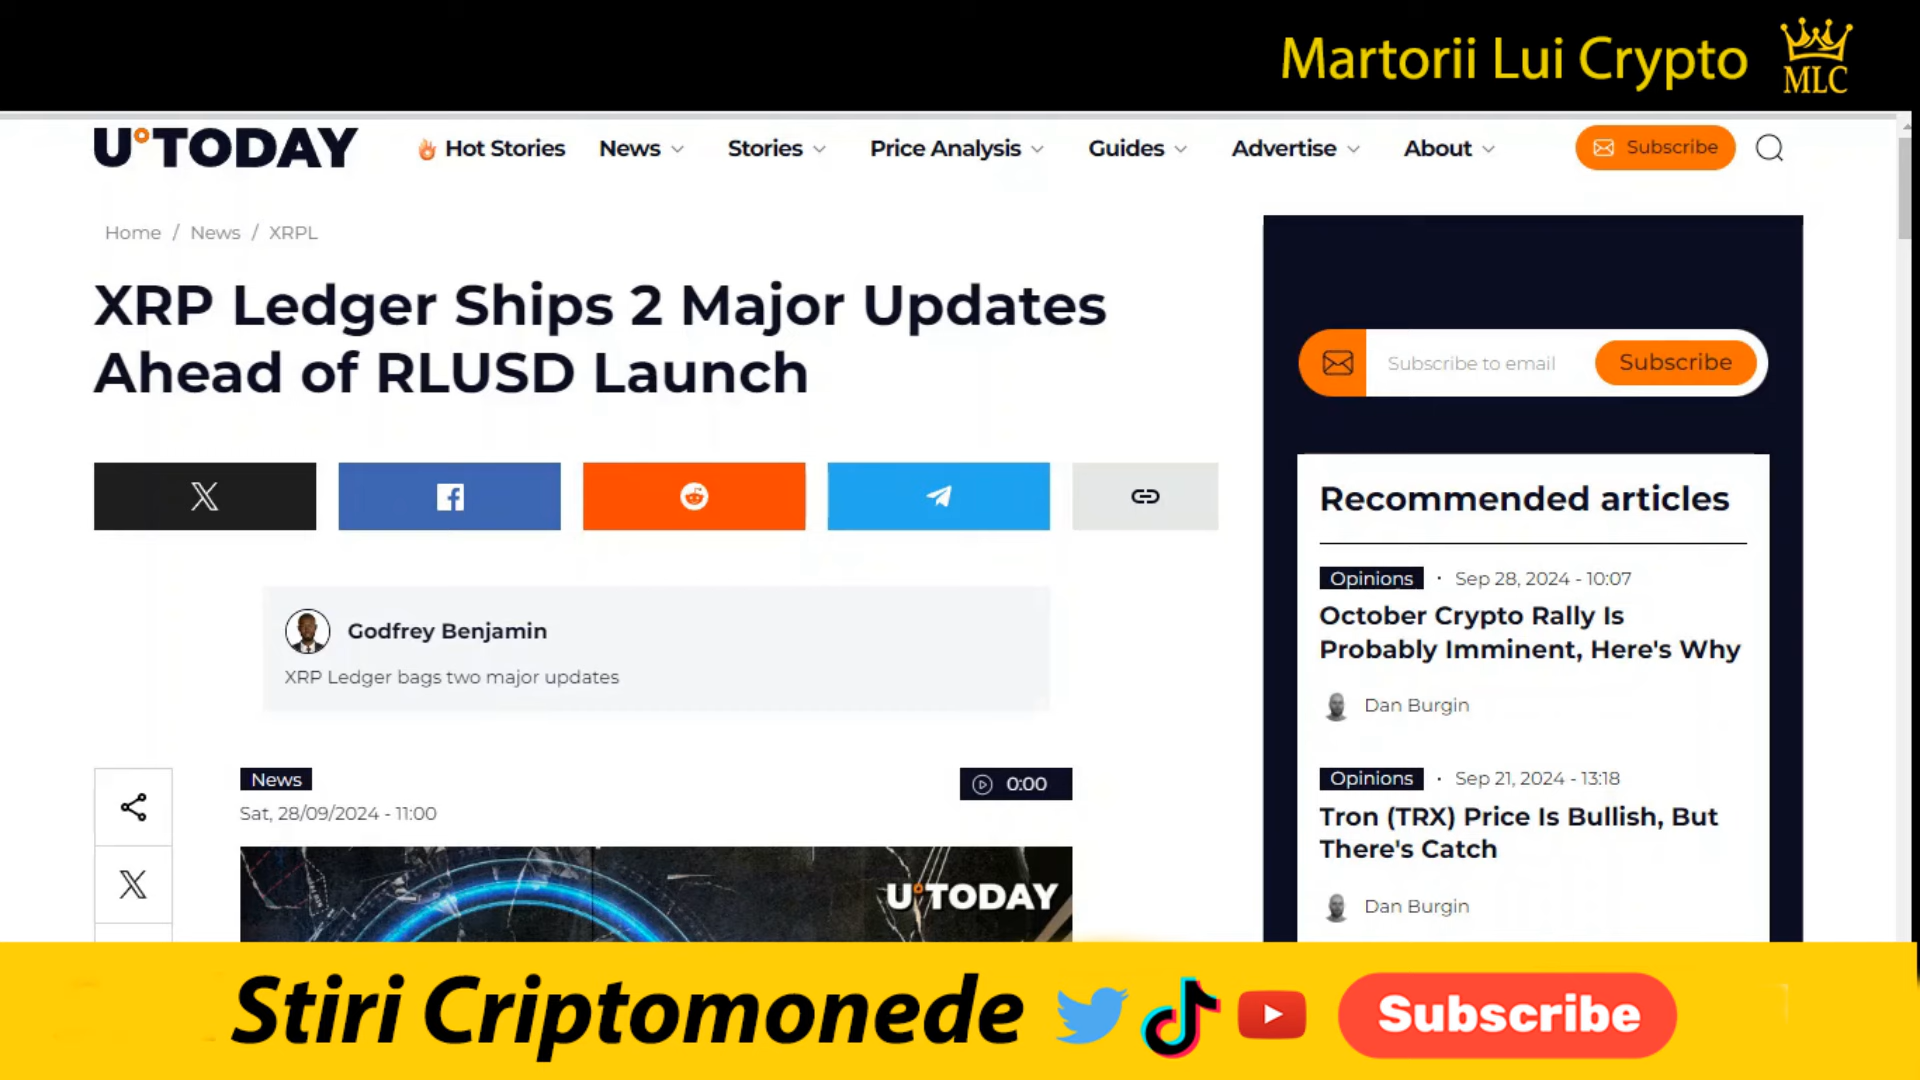 Martorii Lui Crypto
MLC
U TODAY
Hot Stories News Stories Price Analysis Guides Advertise About Subscribe
Home / News / XRPL
XRP Ledger Ships 2 Major Updates
Ahead of RLUSD Launch
Godfrey Benjamin
XRP Ledger bags two major updates
News
0:00
Sat, 28/09/2024 - 11:00
U TODAY
Subscribe to email Subscribe
Recommended articles
Opinions · Sep 28, 2024 - 10:07
October Crypto Rally Is
Probably Imminent, Here's Why
Dan Burgin
Opinions · Sep 21, 2024 - 13:18
Tron (TRX) Price Is Bullish, But
There's Catch
Dan Burgin
Stiri Criptomonede Subscribe